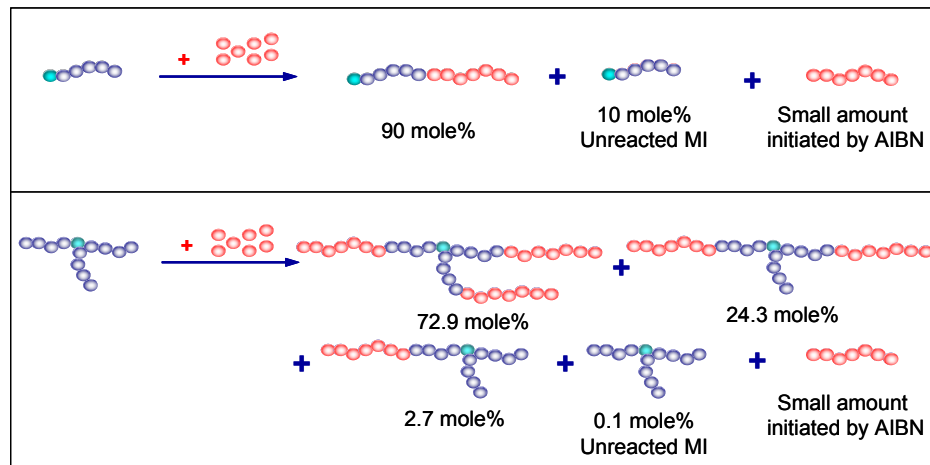 +
+
+
90 mole%
10 mole%
Unreacted MI
Small amount
initiated by AIBN
+
+
72.9 mole%
24.3 mole%
+
+
+
2.7 mole%
0.1 mole%
Unreacted MI
Small amount
initiated by AIBN